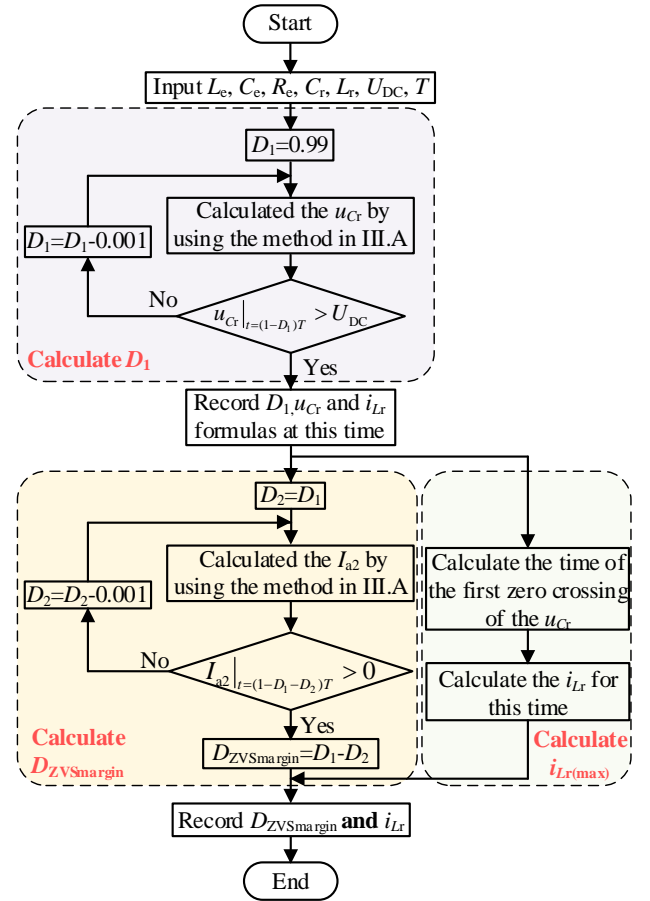 Start
Input Le, Ce, Re, Cr, Lr, UDC, T
D1=0.99
Calculated the uCr by
using the method in III.A
D1=D1-0.001
No
uCr|t=(1-D1)T > UDC
Calculate D1
Yes
Record D1,uCr and iLr
formulas at this time
D2=D1
Calculated the Ia2 by
using the method in III.A
D2=D2-0.001
No
Ia2|t=(1-D1-D2)T > 0
Yes
Calculate
DZVSmargin
DZVSmargin=D1-D2
Calculate the time of
the first zero crossing
of the uCr
Calculate the iLr for
this time
Calculate
iLr(max)
Record DZVSmargin and iLr
End